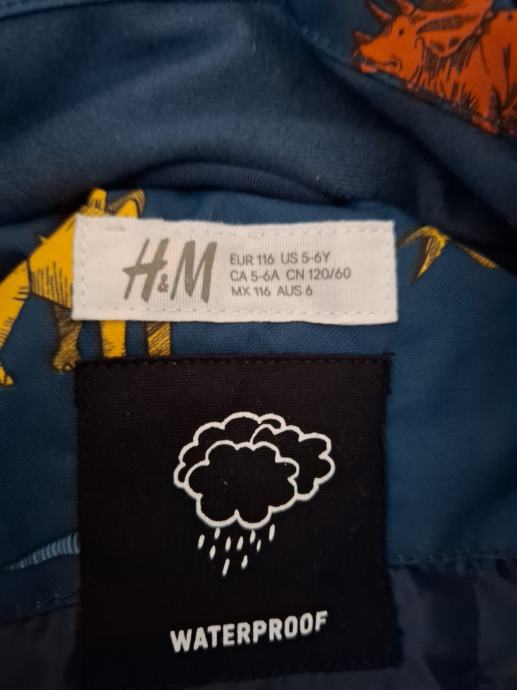 H&M
EUR 116 US 5-6Y
CA 5-6A CN 120/60
MX 116 AUS 6
WATERPROOF